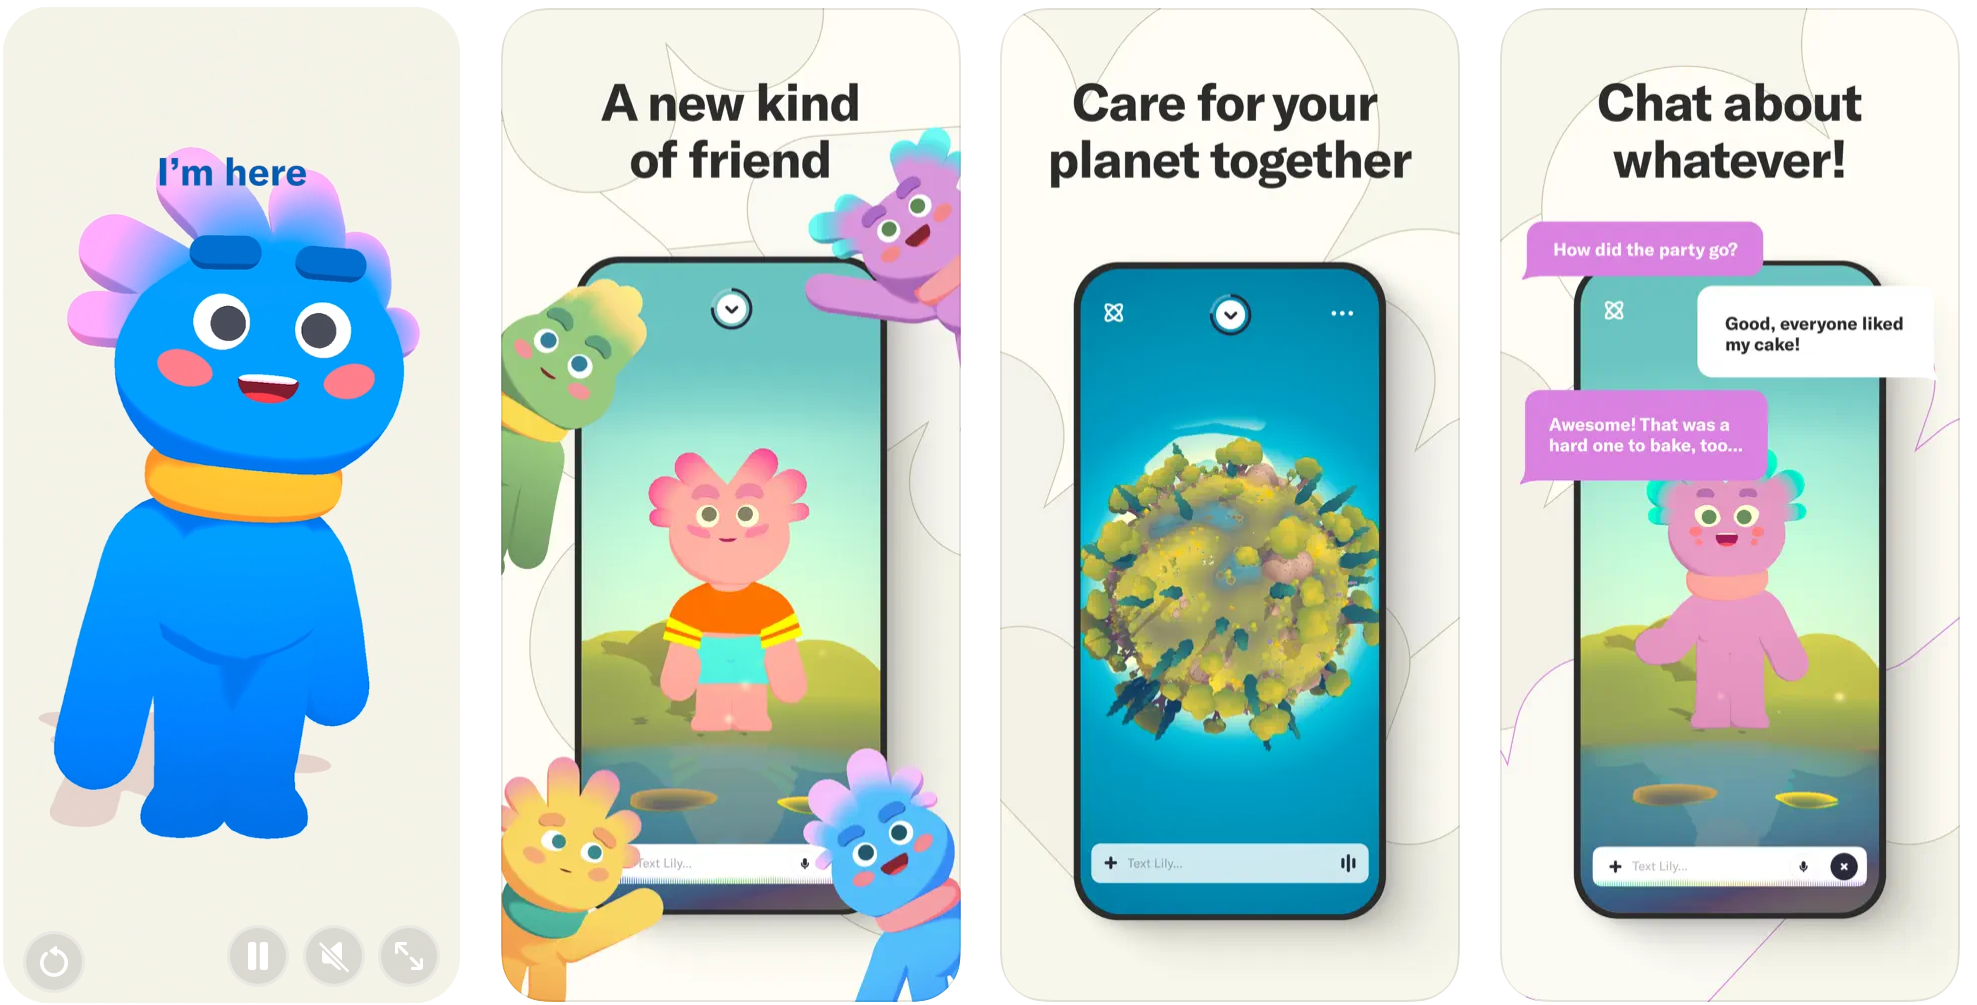 I'm here
A new kind
of friend
Text Lily...
Care for your
planet together
Text Lily...
Chat about
whatever!
How did the party go?
Good, everyone liked
my cake!
Awesome! That was a
hard one to bake, too...
Text Lily...